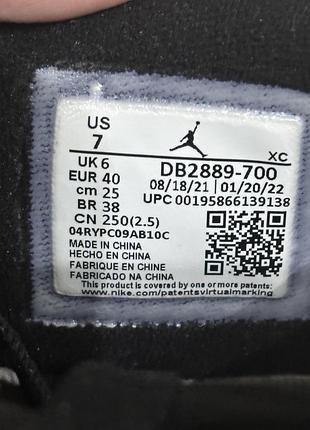 US
7
XC
UK 6
EUR 40
cm 25
BR 38
CN 250(2.5)
DB2889-700
08/18/21 | 01/20/22
UPC 00195866139138
04RYPC09AB10C
MADE IN CHINA
HECHO EN CHINA
FABRIQUE EN CHINE
FABRICADO NA CHINA
This product is covered by one or more patents:
www.nike.com/patentsvirtualmarking